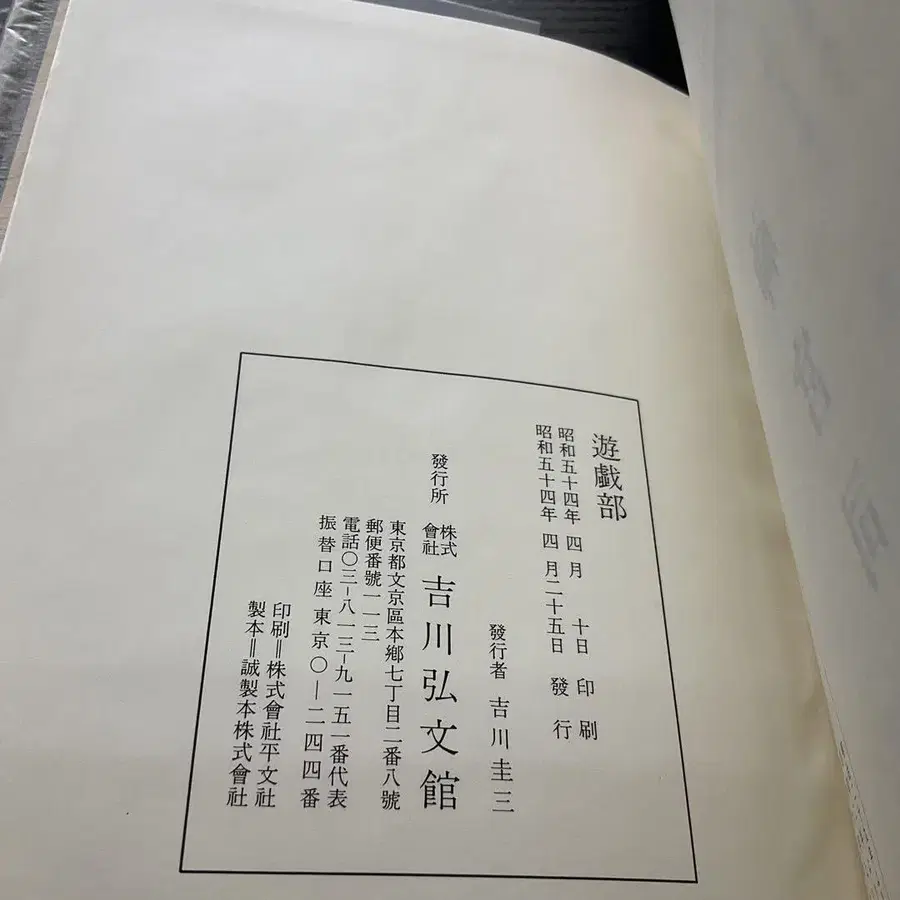 遊戯部
昭和五十四年 四月 十日 印刷
昭和五十四年 四月二十五日 發行
發行者 吉川圭三
發行所 株式會社 吉川弘文館
東京都文京區本鄉七丁目二番八號
郵便番號一一三
電話〇三-八一三-九一五一番代表
振替口座東京〇-二四四番
印刷=株式會社平文社
製本=誠製本株式會社